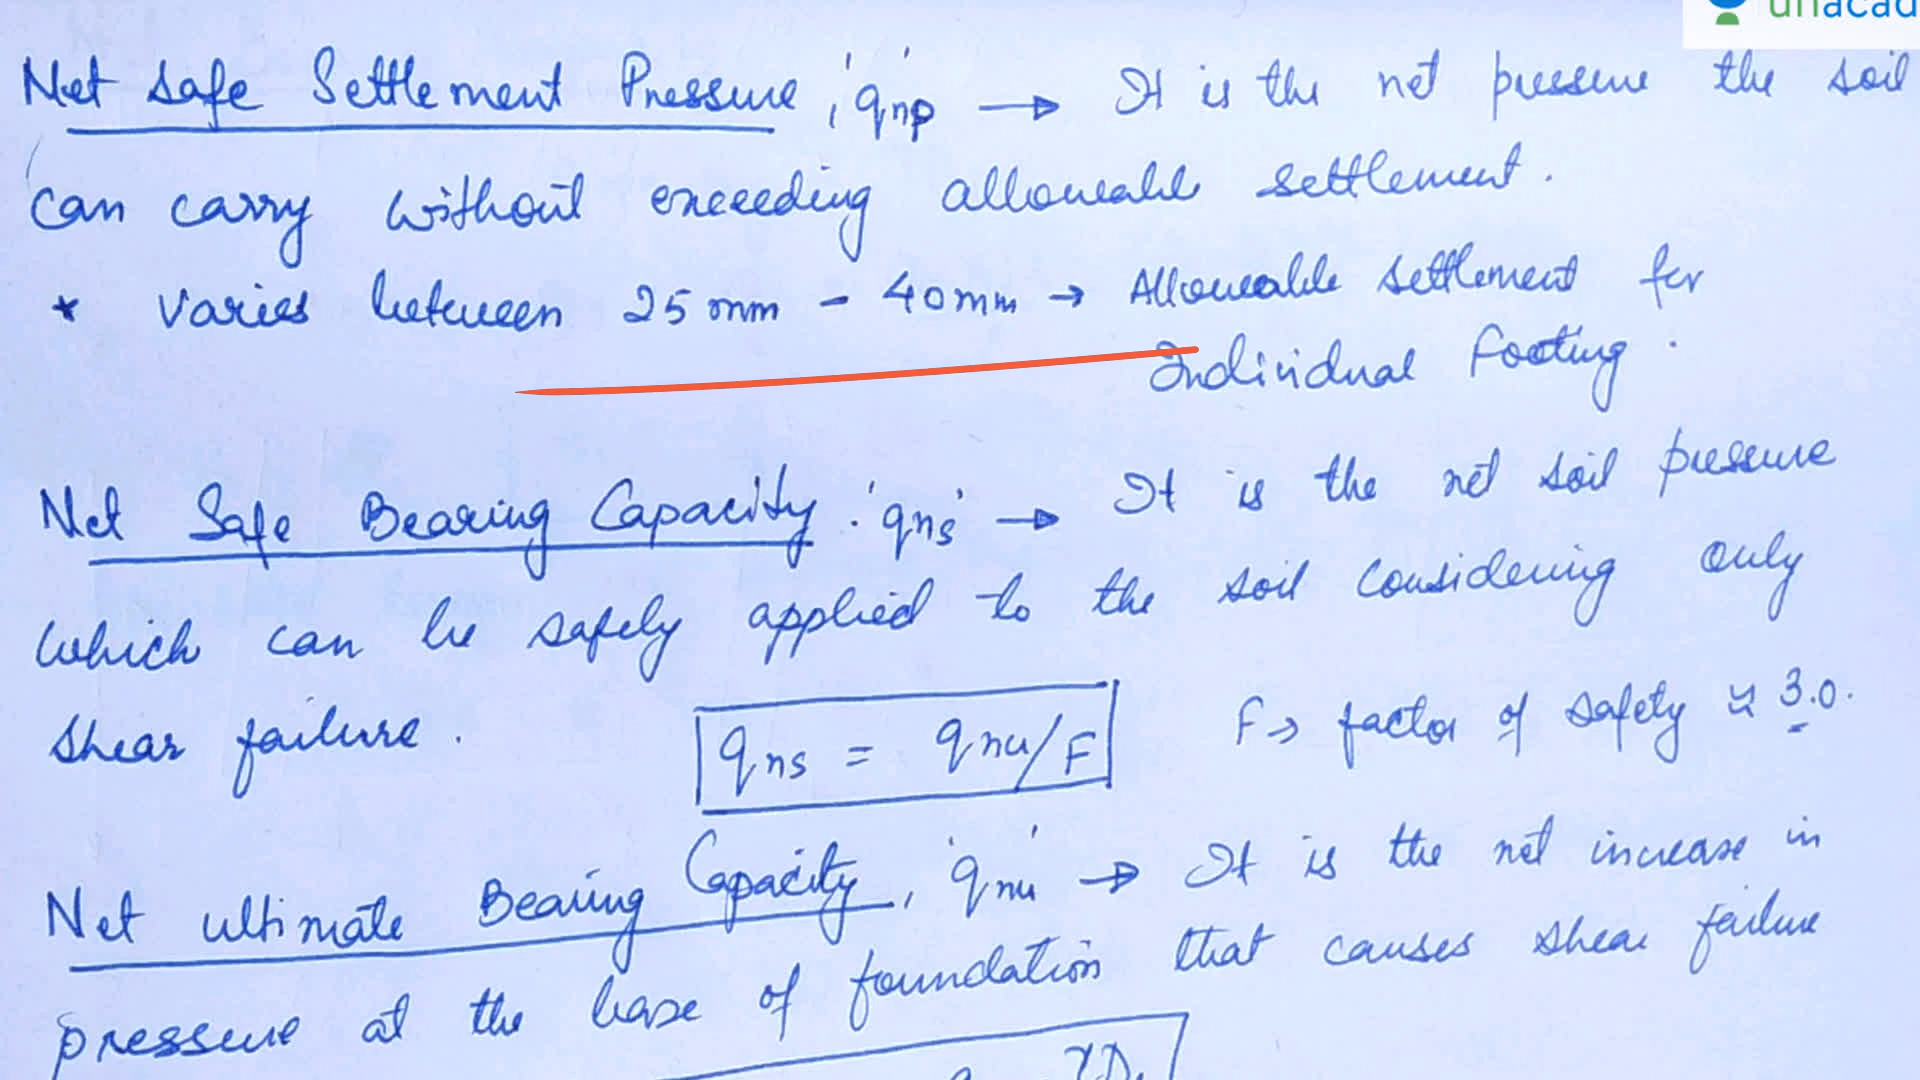 unacad
Net safe Settlement Pressure, 'qnp' → It is the net pressure the soil
can carry without exceeding allowable settlement.
* varies between 25 mm - 40 mm → Allowable settlement for
Individual Footing.
Net Safe Bearing Capacity: 'qns' → It is the net soil pressure
which can be safely applied to the soil considering only
shear failure.
qns = qnu/F F → factor of safety ≈ 3.0.
Net ultimate Bearing Capacity, 'qnu' → It is the net increase in
pressure at the base of foundation that causes shear failure
γD